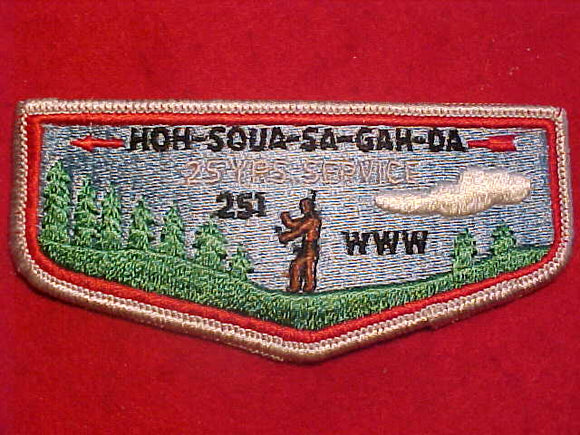 HOH-SQUA-SA-GAH-DA
25 YRS SERVICE
251
WWW